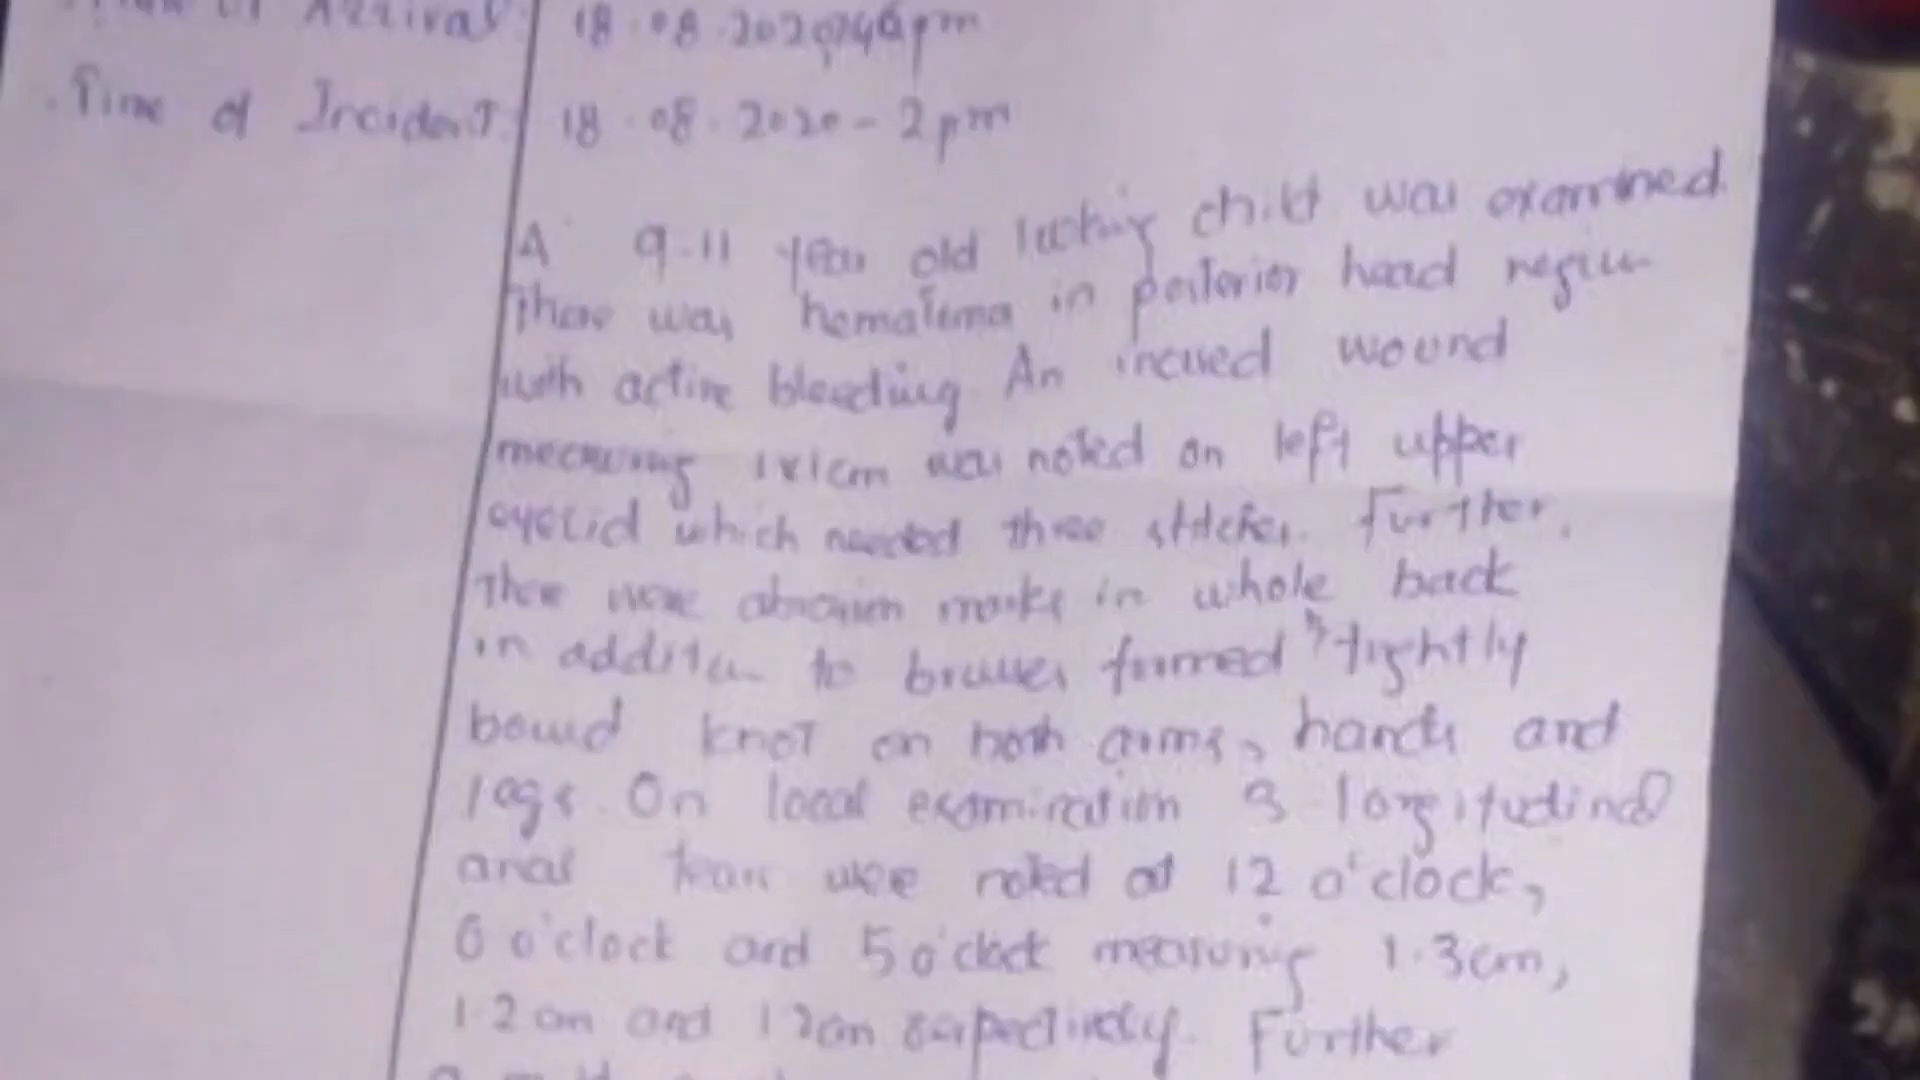 of Arrival 18.08.2020 pm
Time of Incident 18.08.2020 - 2pm
A 9-11 year old looking child was examined.
There was hematoma in posterior head region
with active bleeding. An incised wound
measuring 1x1cm was noted on left upper
eyelid which needed three stitches. Further,
there were abrasion marks in whole back
in addition to bruises formed by tightly
bound knot on both arms, hands and
legs. On local examination 3 longitudinal
anal tears were noted at 12 o'clock,
6 o'clock and 5 o'clock measuring 1.3cm,
1.2cm and 1.2cm respectively. Further